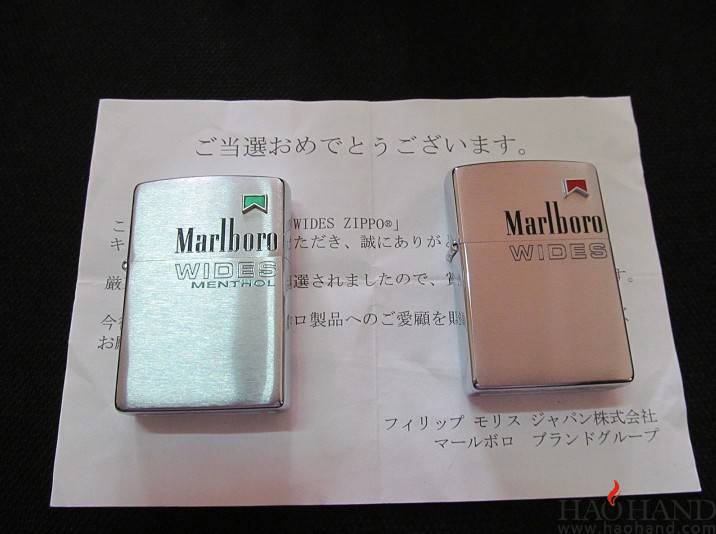 ご当選おめでとうございます。
WIDES ZIPPO®」
ただき、誠にありがと
厳 選されましたので、 す。
製品へのご愛顧を
フィリップ モリス ジャパン株式会社
マールボロ ブランドグループ
Marlboro
WIDES
MENTHOL
Marlboro
WIDES
HAOHAND
www.haohand.com